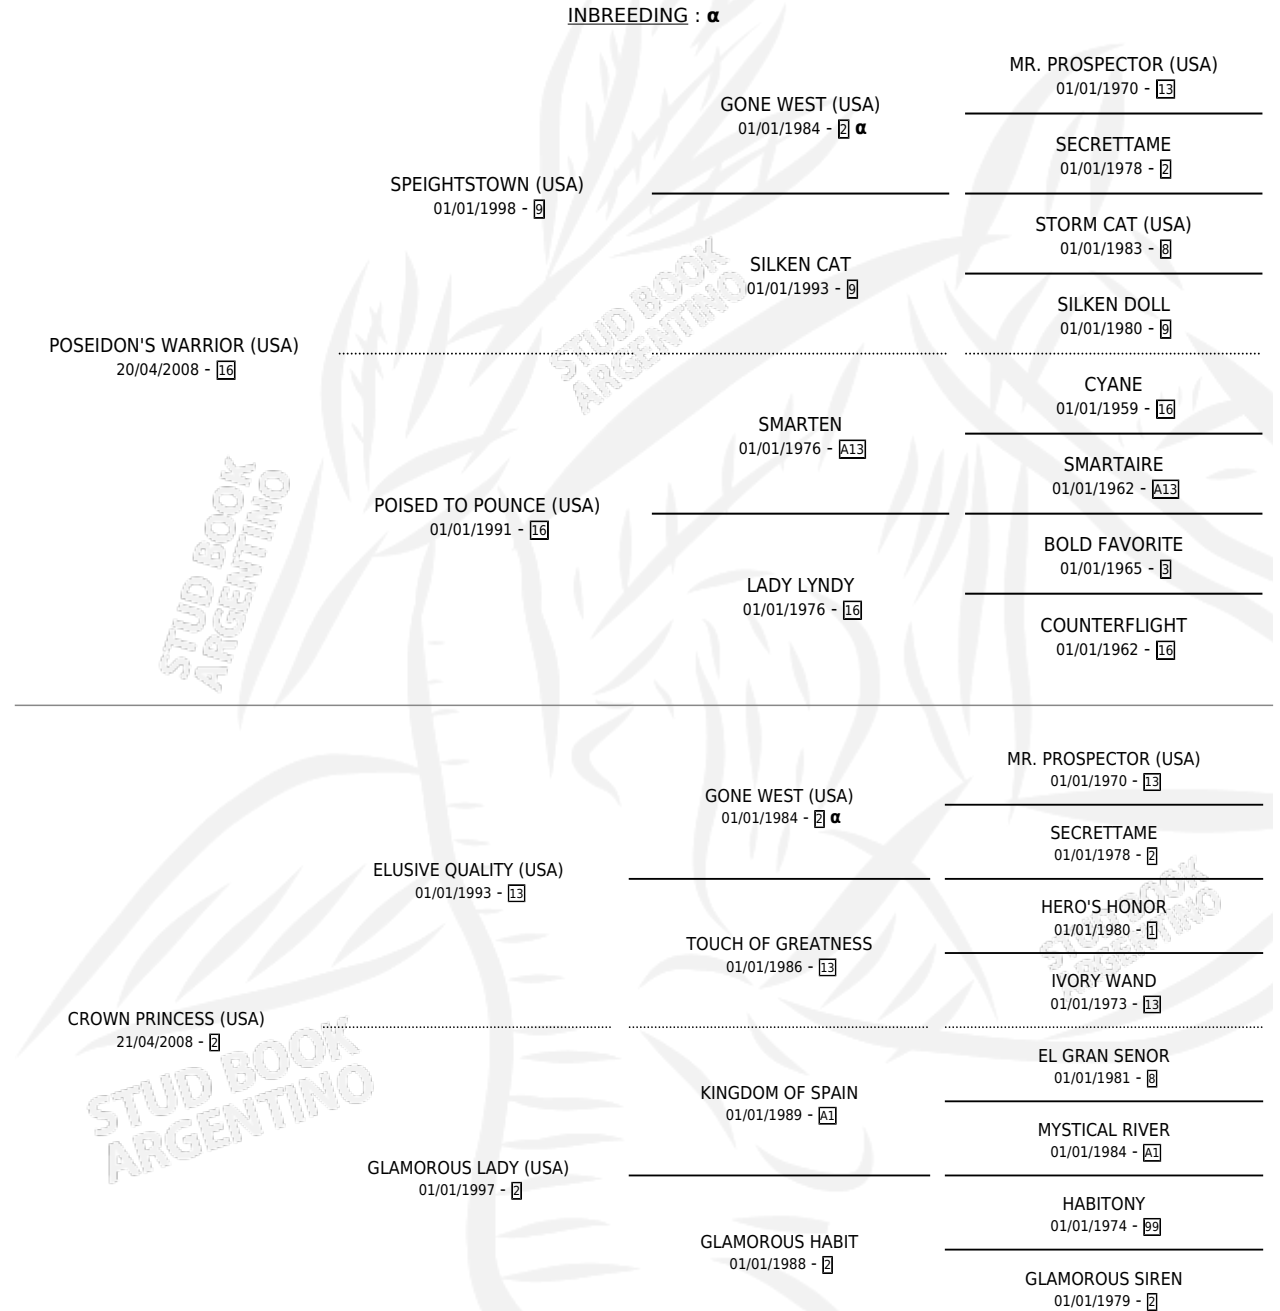 INBREEDING : α
MR. PROSPECTOR (USA)
01/01/1970 - 13
GONE WEST (USA)
01/01/1984 - 2 α
SECRETTAME
01/01/1978 - 2
SPEIGHTSTOWN (USA)
01/01/1998 - 9
STORM CAT (USA)
01/01/1983 - 8
SILKEN CAT
01/01/1993 - 9
SILKEN DOLL
01/01/1980 - 9
POSEIDON'S WARRIOR (USA)
20/04/2008 - 16
CYANE
01/01/1959 - 16
SMARTEN
01/01/1976 - A13
SMARTAIRE
01/01/1962 - A13
POISED TO POUNCE (USA)
01/01/1991 - 16
BOLD FAVORITE
01/01/1965 - 3
LADY LYNDY
01/01/1976 - 16
COUNTERFLIGHT
01/01/1962 - 16
STUD BOOK
ARGENTINO
STUD BOOK
ARGENTINO
MR. PROSPECTOR (USA)
01/01/1970 - 13
GONE WEST (USA)
01/01/1984 - 2 α
SECRETTAME
01/01/1978 - 2
ELUSIVE QUALITY (USA)
01/01/1993 - 13
HERO'S HONOR
01/01/1980 - 1
TOUCH OF GREATNESS
01/01/1986 - 13
IVORY WAND
01/01/1973 - 13
CROWN PRINCESS (USA)
21/04/2008 - 2
EL GRAN SENOR
01/01/1981 - 8
KINGDOM OF SPAIN
01/01/1989 - A1
MYSTICAL RIVER
01/01/1984 - A1
GLAMOROUS LADY (USA)
01/01/1997 - 2
HABITONY
01/01/1974 - 99
GLAMOROUS HABIT
01/01/1988 - 2
GLAMOROUS SIREN
01/01/1979 - 2
STUD BOOK
ARGENTINO
STUD BOOK
ARGENTINO